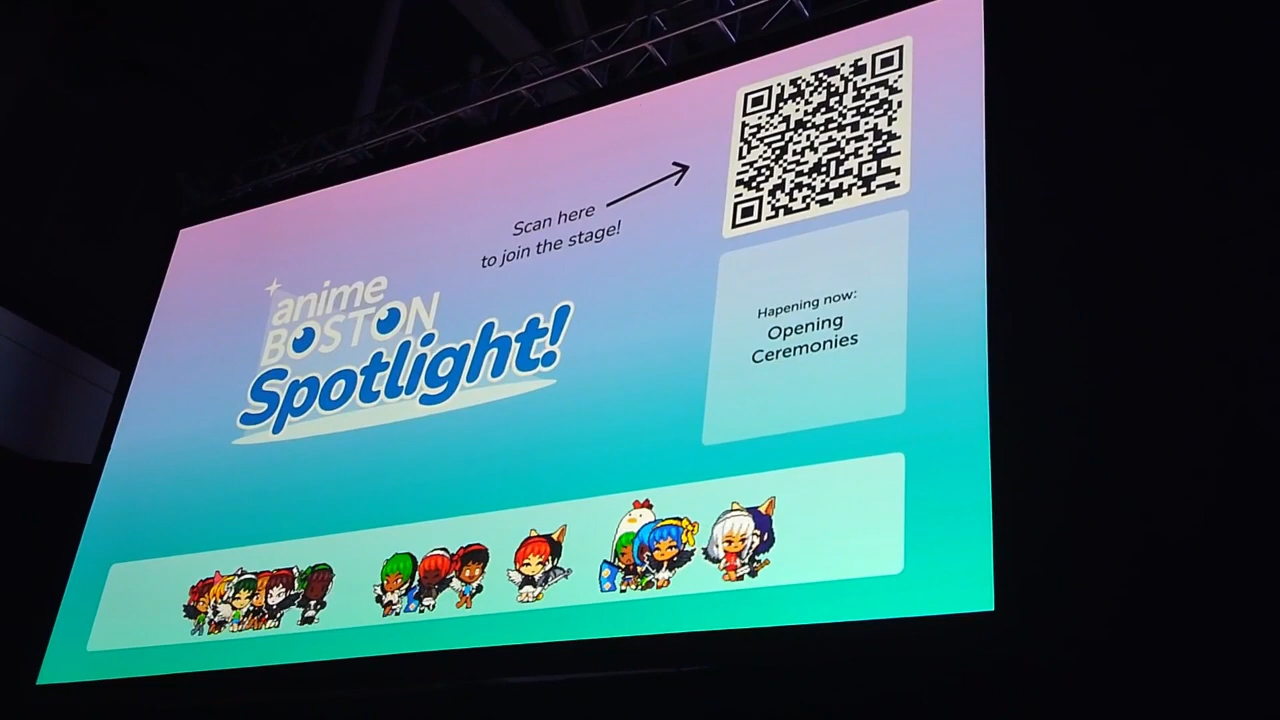 Scan here
to join the stage!
anime
BOSTON
Spotlight!
Hapening now:
Opening
Ceremonies